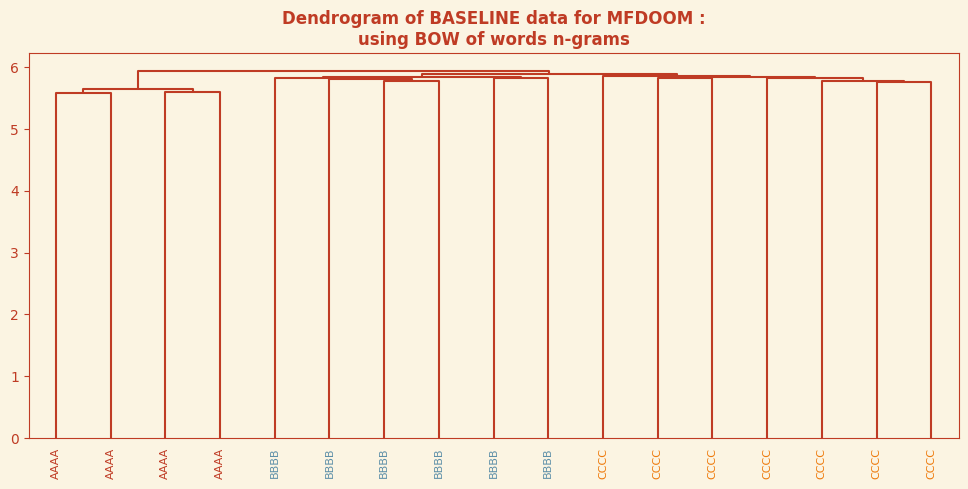 Dendrogram of BASELINE data for MFDOOM :
using BOW of words n-grams
6
5
4
3
2
1
0
AAAA
AAAA
AAAA
AAAA
BBBB
BBBB
BBBB
BBBB
BBBB
BBBB
CCCC
CCCC
CCCC
CCCC
CCCC
CCCC
CCCC